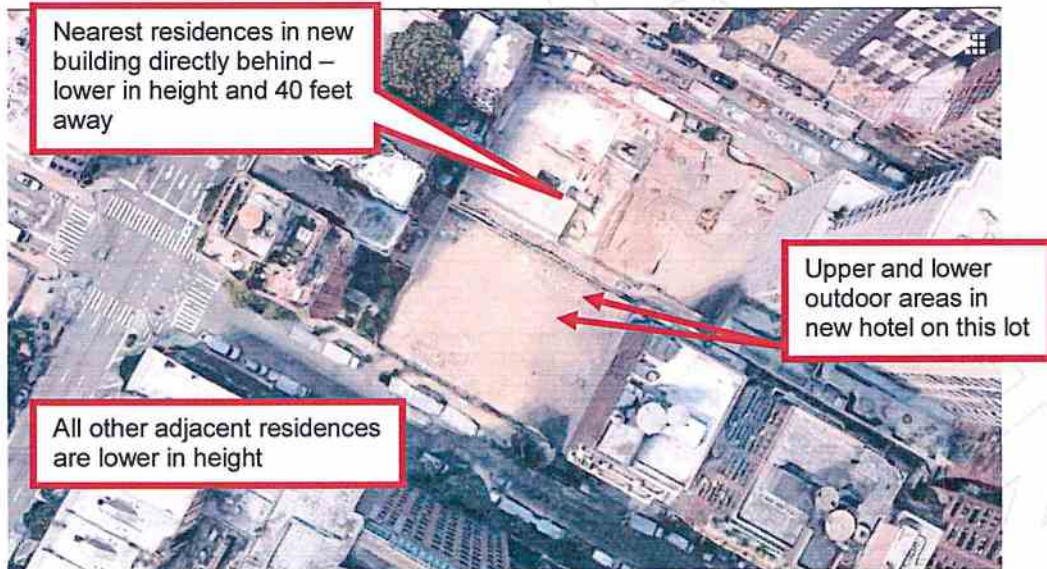 Nearest residences in new
building directly behind –
lower in height and 40 feet
away
Upper and lower
outdoor areas in
new hotel on this lot
All other adjacent residences
are lower in height